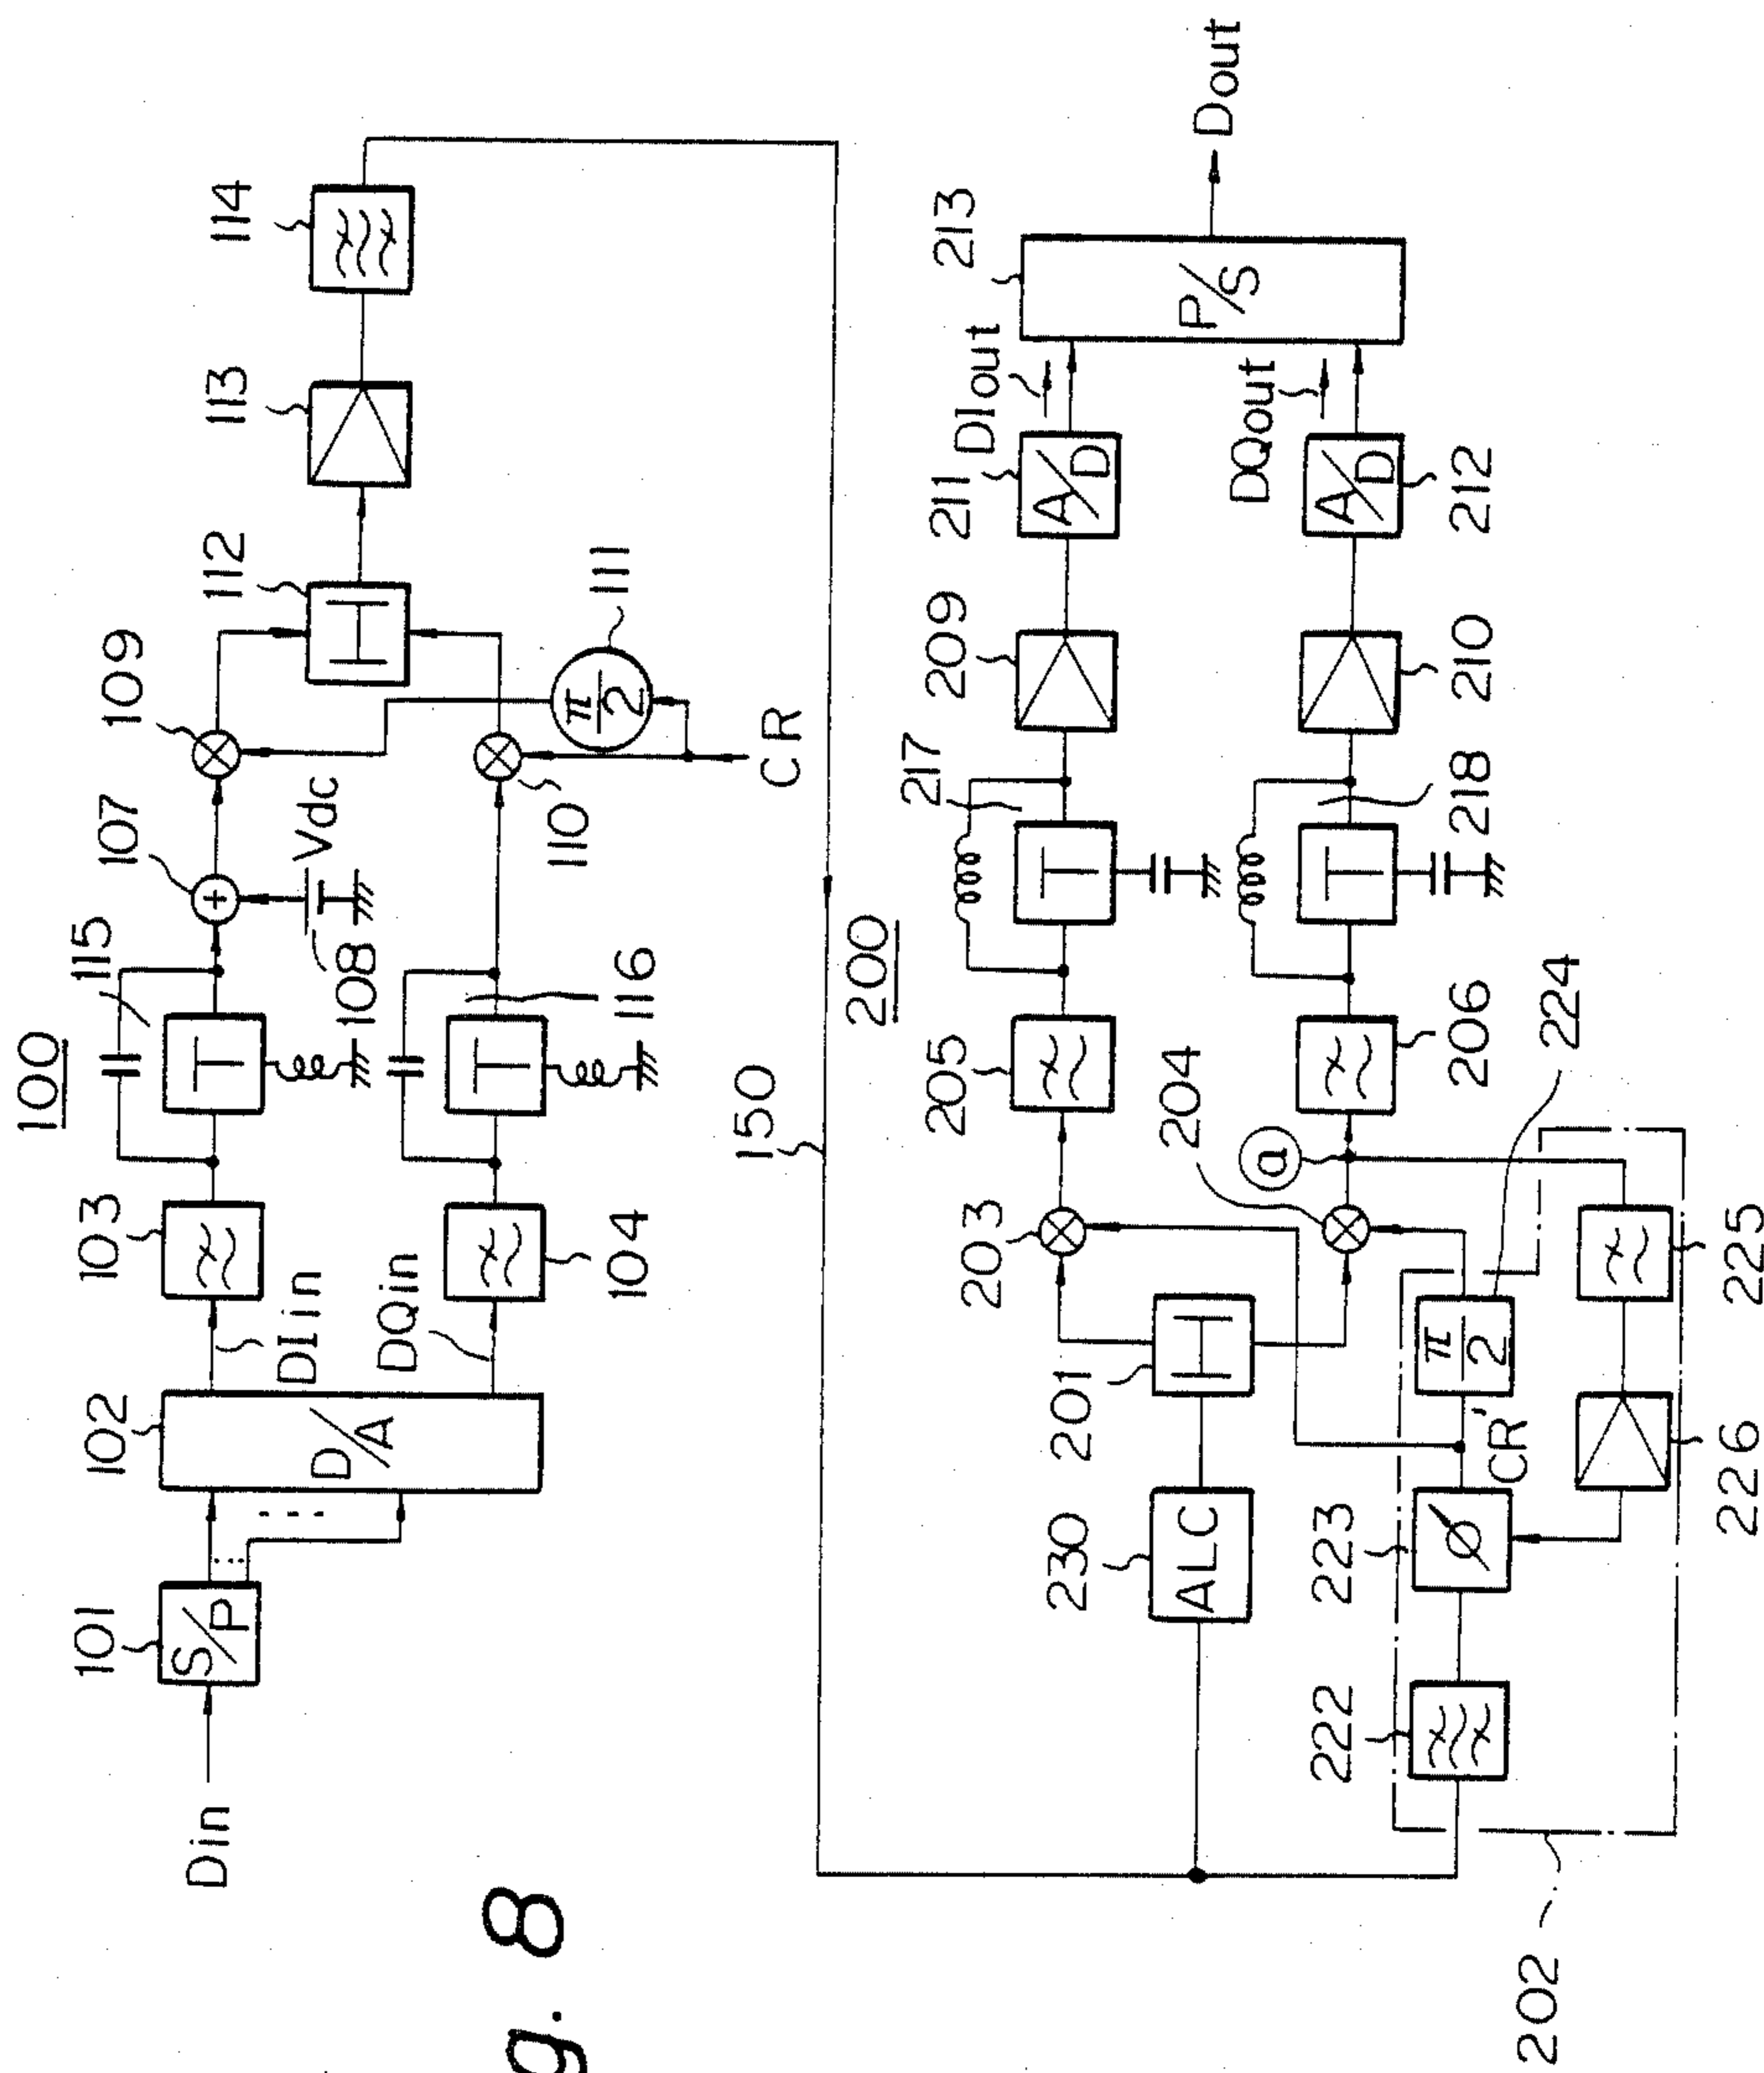 100
Din
101
S/P
102
D/A
DIin
DQin
103
104
115
116
T
T
107
108
Vdc
109
110
π/2
111
CR
H
112
113
114
150
200
230
ALC
201
H
203
204
ⓐ
205
206
217
218
T
T
209
210
211
A/D
212
A/D
DIout
DQout
213
P/S
Dout
202
222
223
φ
CR'
π/2
224
225
226
g. 8